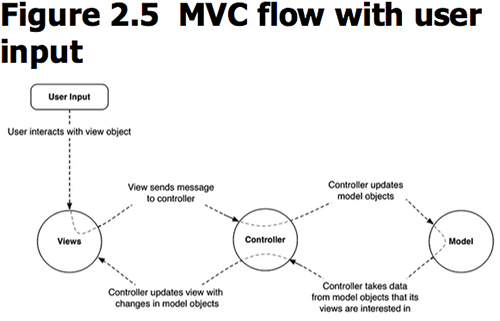 Figure 2.5 MVC flow with user
input
User Input
User interacts with view object
View sends message
to controller
Controller updates
model objects
Views
Controller
Model
Controller updates view with
changes in model objects
Controller takes data
from model objects that its
views are interested in